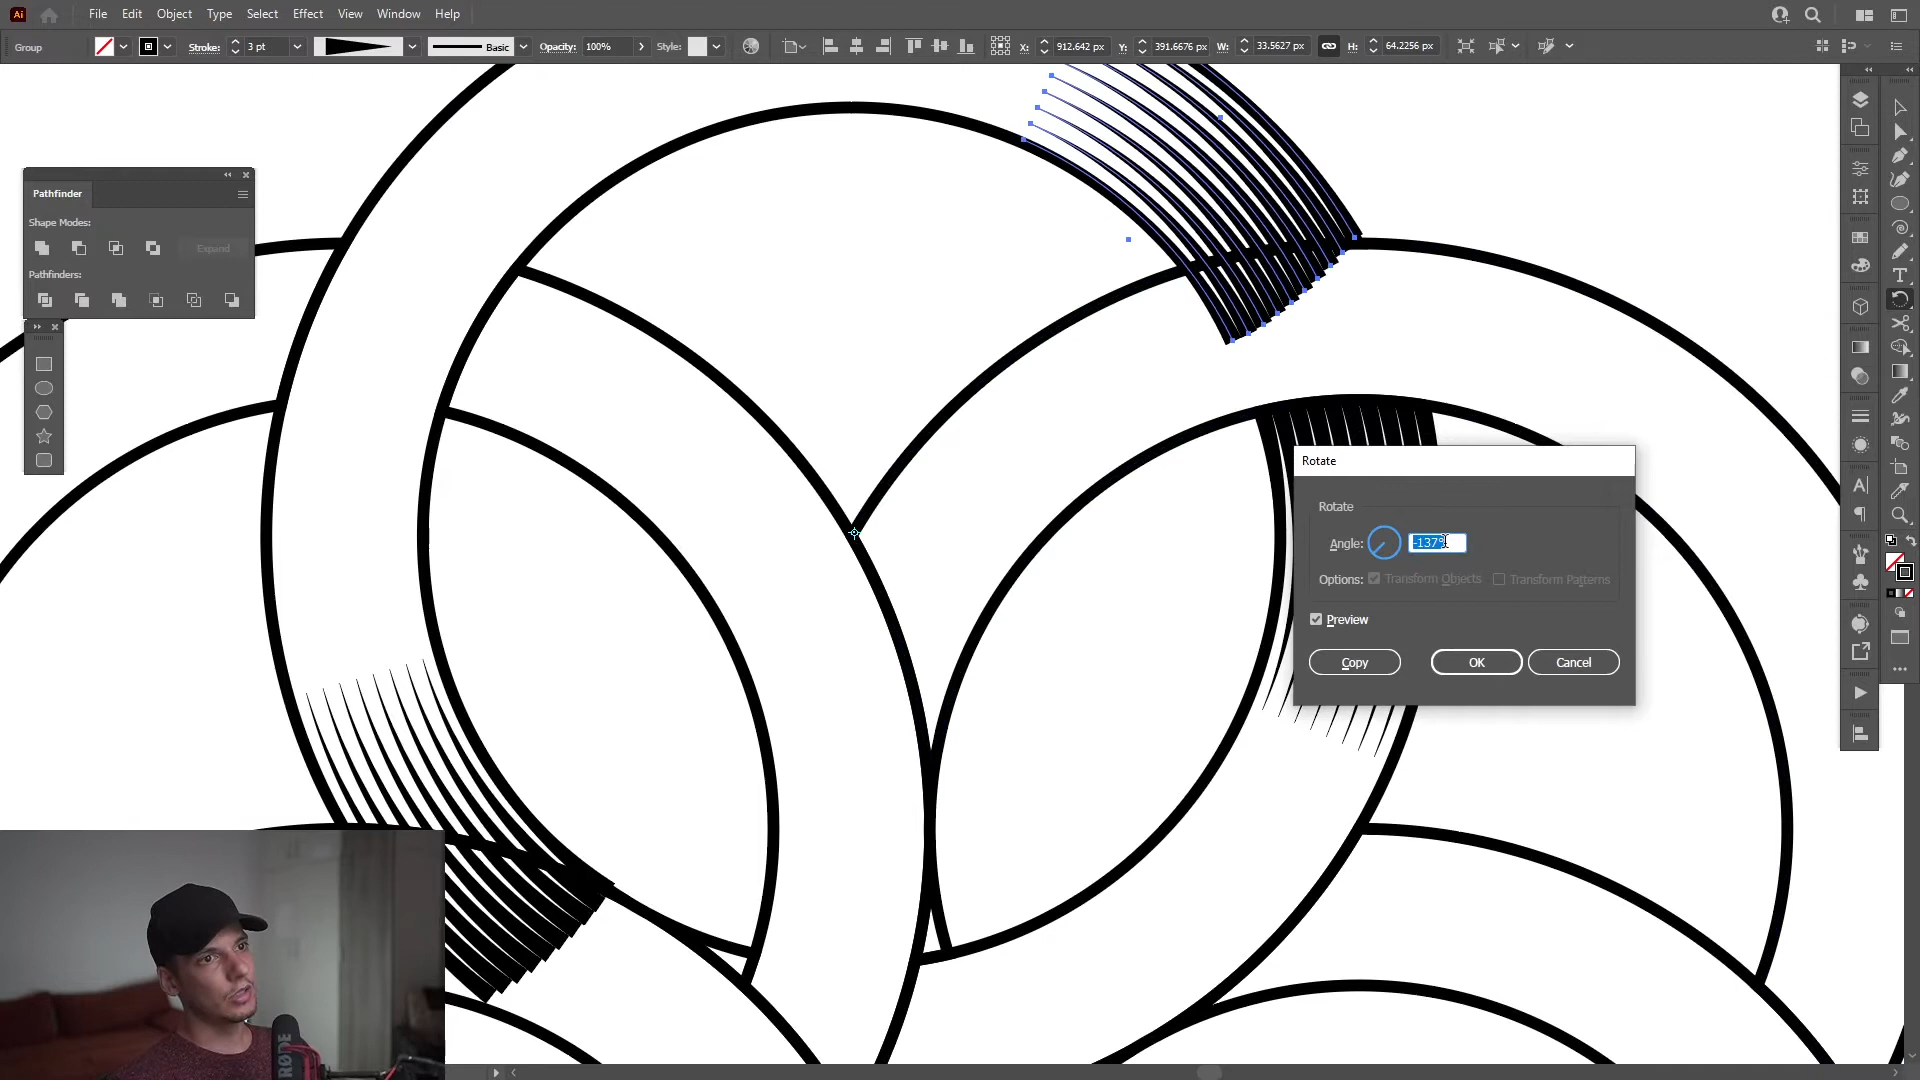 Ai File Edit Object Type Select Effect View Window Help
Group Stroke: 3 pt Basic Opacity: 100% Style: X: 912.642 px Y: 391.6676 px W: 33.5627 px H: 64.2256 px
Pathfinder
Shape Modes:
Expand
Pathfinders:
Rotate
Rotate
Angle: -137°
Options: Transform Objects Transform Patterns
Preview
Copy OK Cancel
RØDE